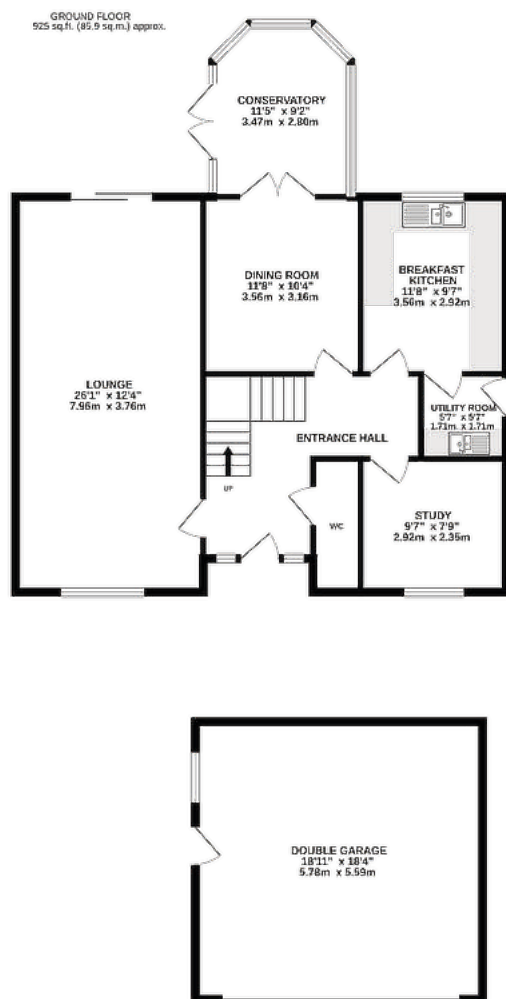 GROUND FLOOR
925 sq.ft. (85.9 sq.m.) approx.
CONSERVATORY
11'5" x 9'2"
3.47m x 2.80m
DINING ROOM
11'8" x 10'4"
3.56m x 3.16m
BREAKFAST
KITCHEN
11'8" x 9'7"
3.56m x 2.92m
LOUNGE
26'1" x 12'4"
7.96m x 3.76m
UTILITY ROOM
5'7" x 5'7"
1.71m x 1.71m
ENTRANCE HALL
UP
WC
STUDY
9'7" x 7'9"
2.92m x 2.35m
DOUBLE GARAGE
18'11" x 18'4"
5.78m x 5.59m